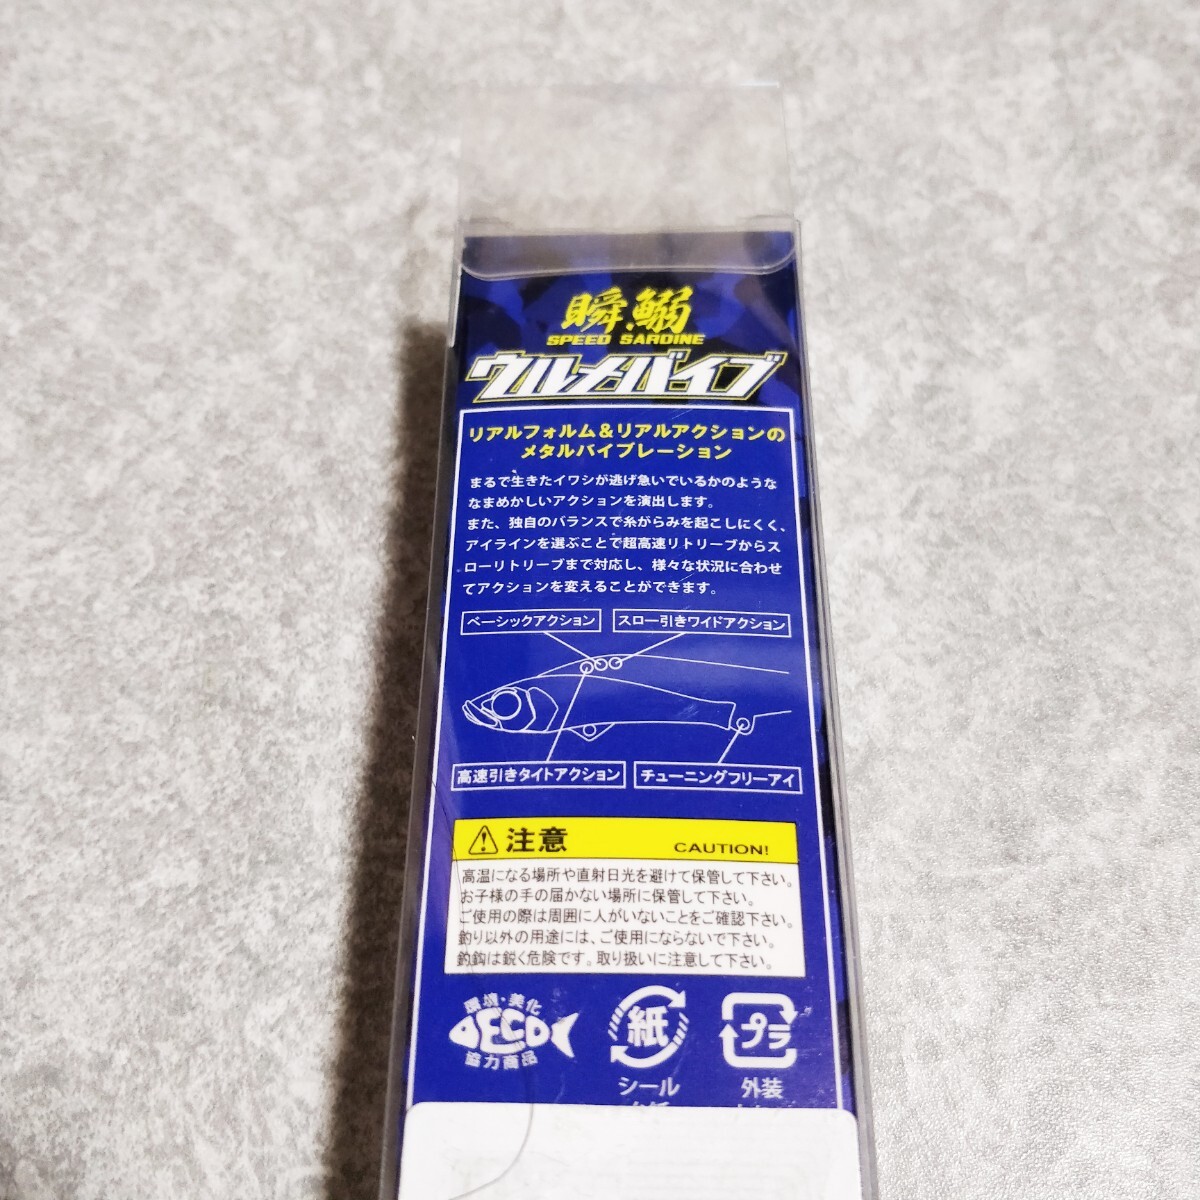 瞬鰯
SPEED SARDINE
ウルメバイブ
リアルフォルム&リアルアクションの
メタルバイブレーション
まるで生きたイワシが逃げ急いでいるかのような
なまめかしいアクションを演出します。
また、独自のバランスで糸がらみを起こしにくく、
アイラインを選ぶことで超高速リトリーブからス
ローリトリーブまで対応し、様々な状況に合わせ
てアクションを変えることができます。
ベーシックアクション
スロー引きワイドアクション
高速引きタイトアクション
チューニングフリーアイ
注意 CAUTION!
高温になる場所や直射日光を避けて保管して下さい。
お子様の手の届かない場所に保管して下さい。
ご使用の際は周囲に人がいないことをご確認下さい。
釣り以外の用途には、ご使用にならないで下さい。
釣鈎は鋭く危険です。取り扱いに注意して下さい。
環境・美化
ECO
協力商品
紙
シール
プラ
外装